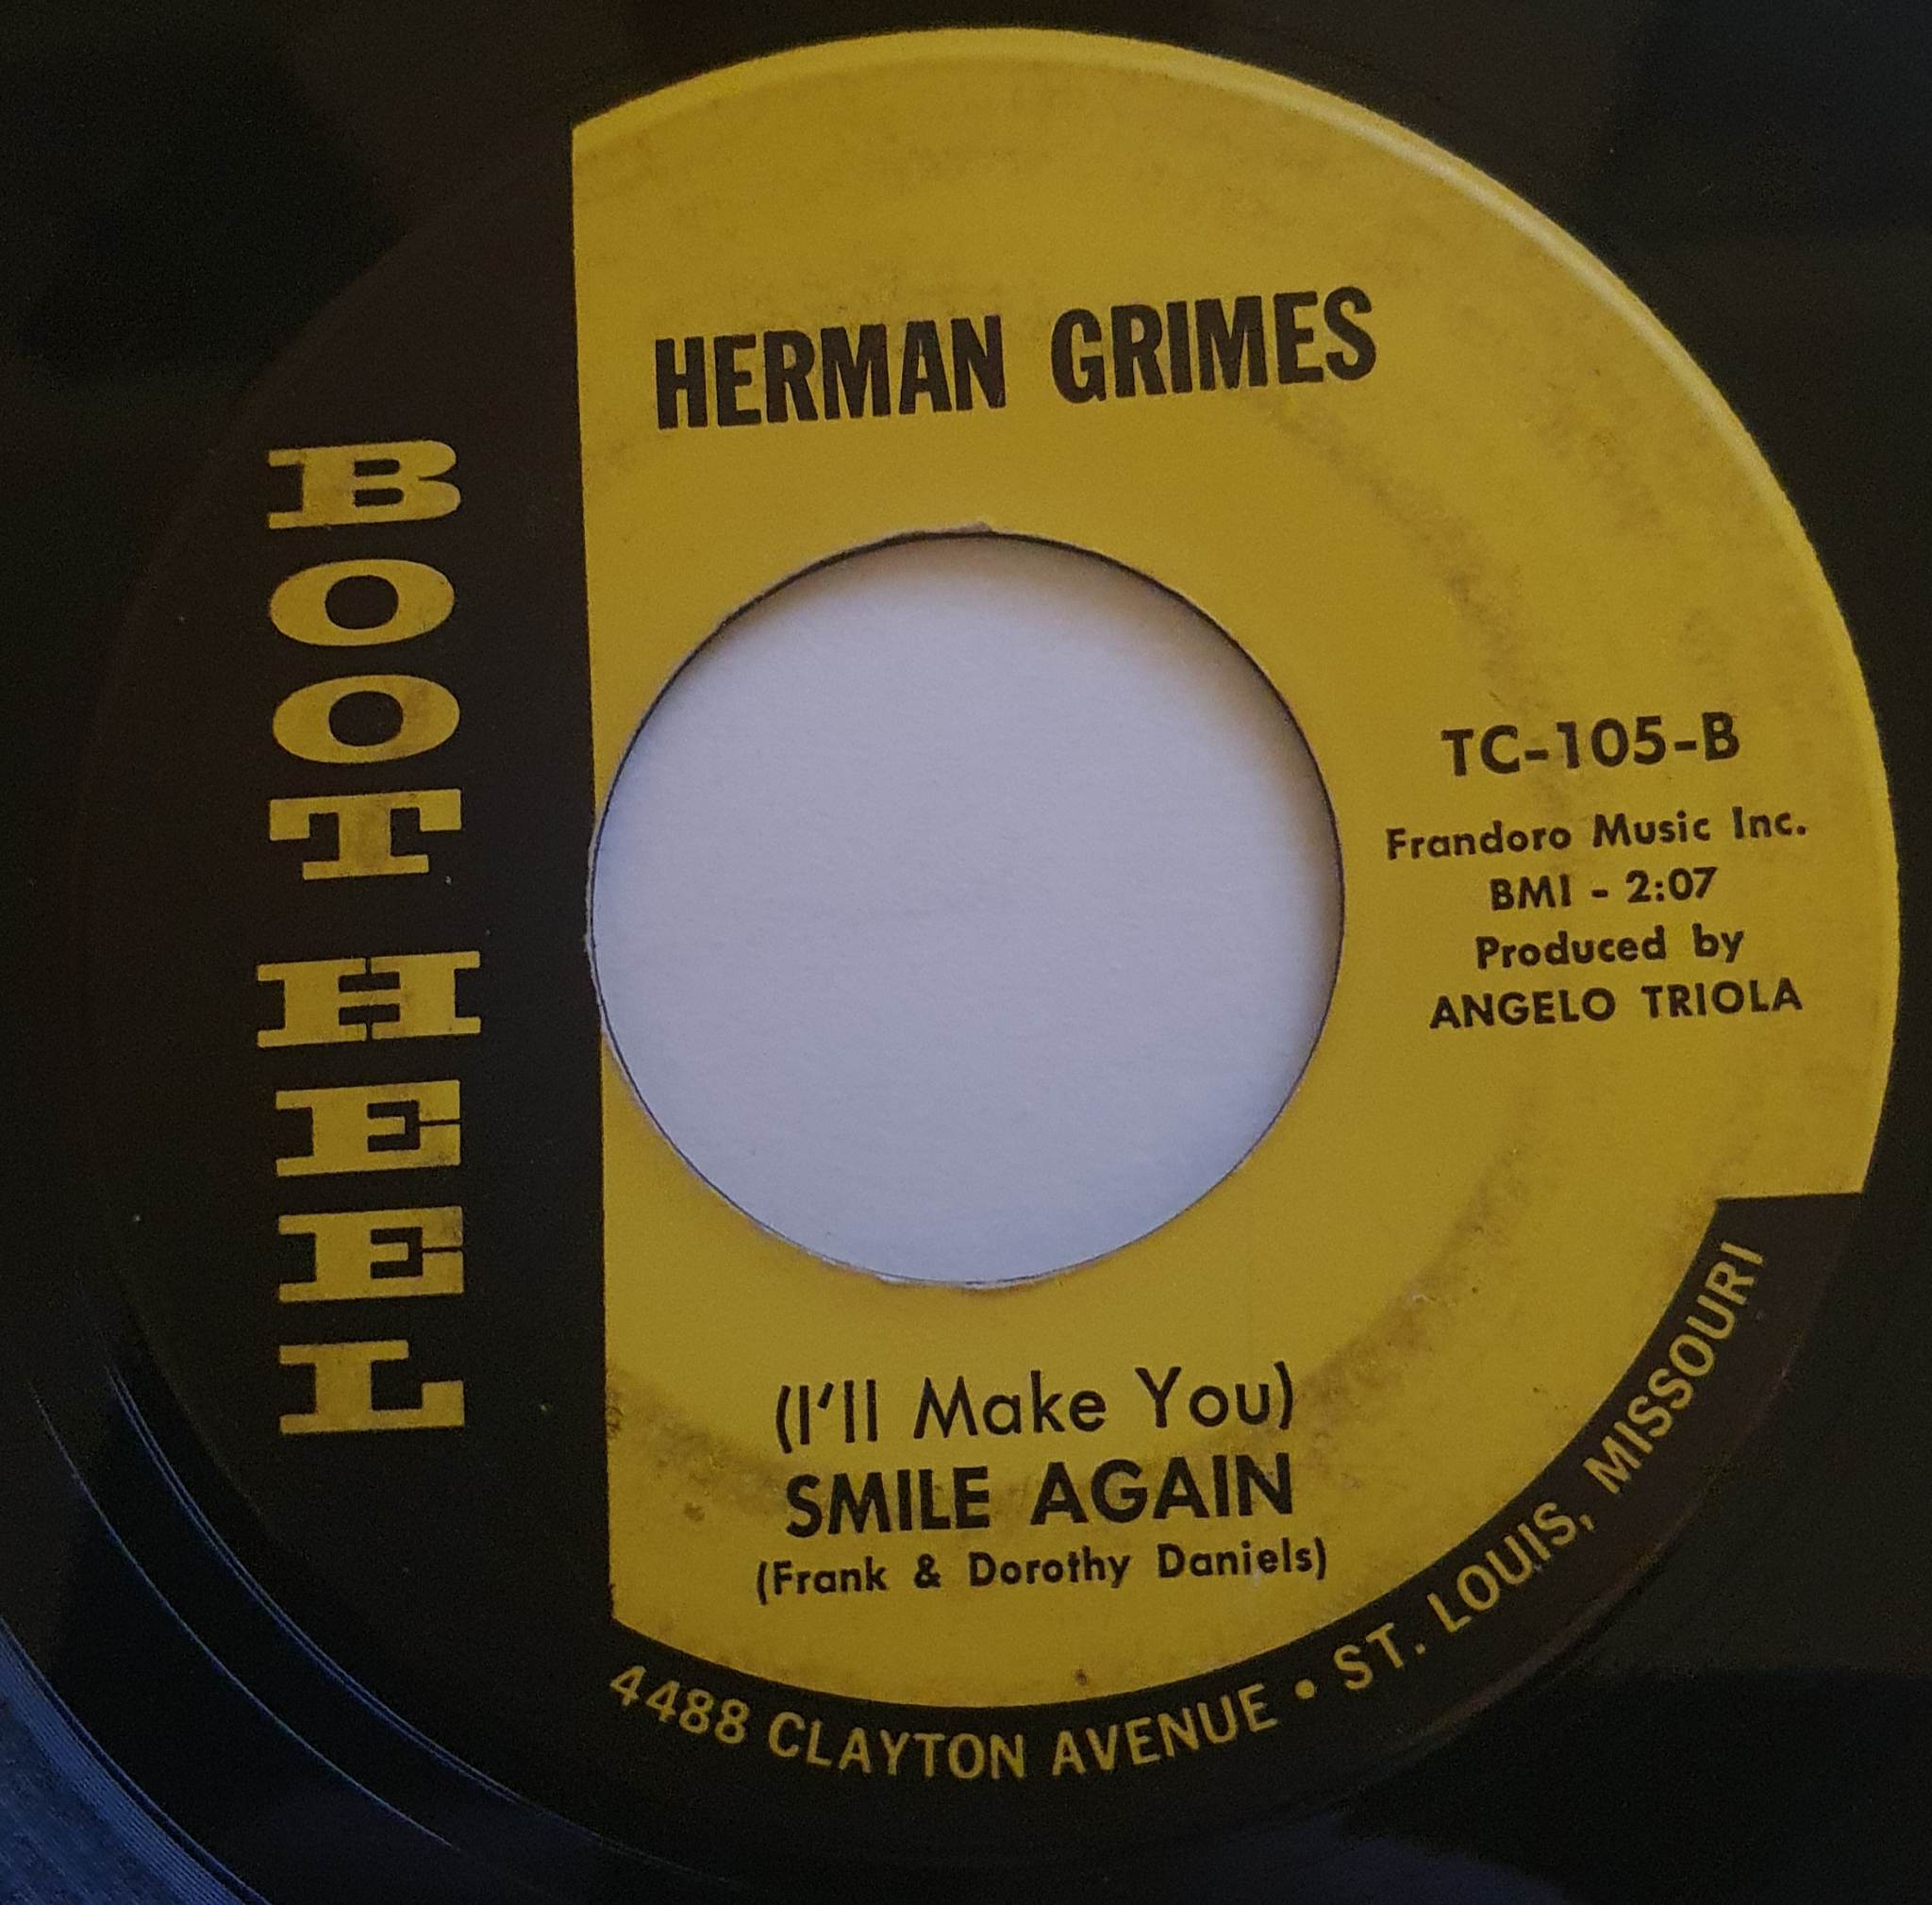 BOOT HEEL
HERMAN GRIMES
TC-105-B
Frandoro Music Inc.
BMI - 2:07
Produced by
ANGELO TRIOLA
(I'll Make You)
SMILE AGAIN
(Frank & Dorothy Daniels)
4488 CLAYTON AVENUE • ST. LOUIS, MISSOURI